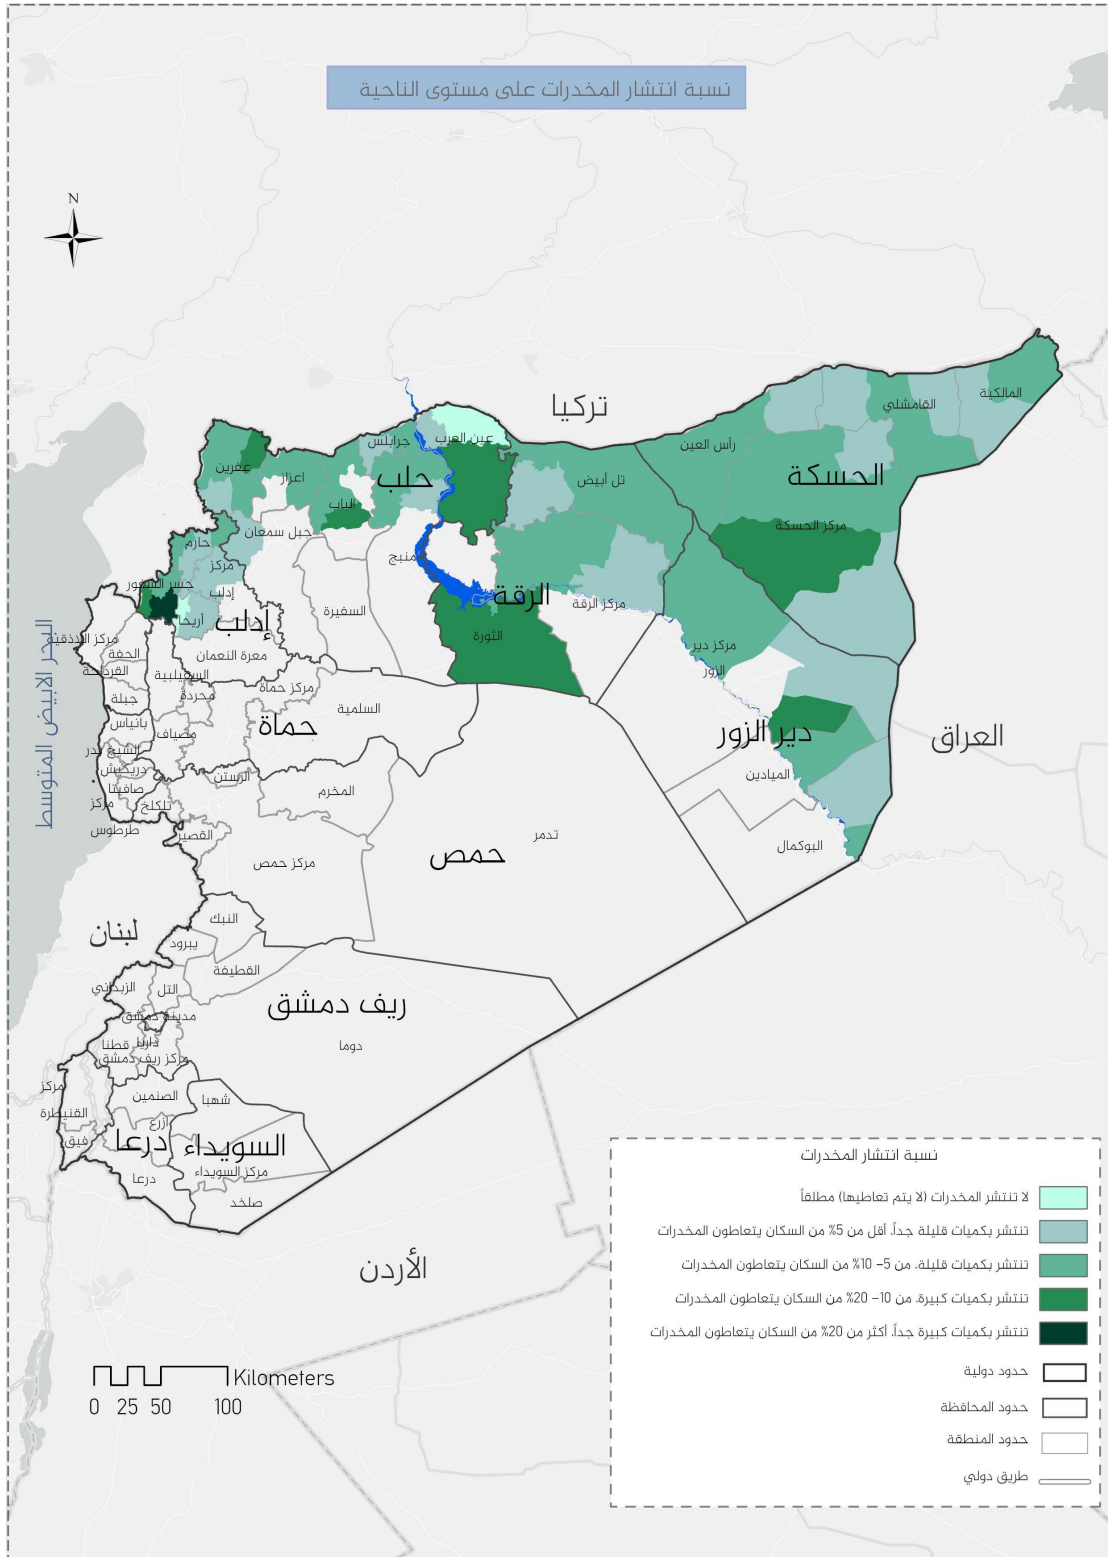 نسبة انتشار المخدرات على مستوى الناحية
N
تركيا
المالكية
القامشلي
رأس العين
الحسكة
مركز الحسكة
عين العرب
جرابلس
حلب
عفرين
اعزاز
الباب
تل أبيض
جبل سمعان
منبج
حارم
مركز
إدلب
جسر الشغور
أريحا
إدلب
السفيرة
الرقة
مركز الرقة
الثورة
معرة النعمان
مركز دير
الزور
دير الزور
الميادين
البوكمال
العراق
البحر الابيض المتوسط
مركز اللاذقية
الحفة
القرداحة
جبلة
بانياس
الشيخ بدر
دريكيش
صافيتا
مركز
طرطوس
تلكلخ
السقيلبية
محردة
مركز حماة
السلمية
حماة
مصياف
الرستن
المخرم
القصير
مركز حمص
حمص
تدمر
لبنان
النبك
يبرود
القطيفة
الزبداني
التل
ريف دمشق
مدينة دمشق
داريا
قطنا
مركز ريف دمشق
دوما
مركز
القنيطرة
فيق
الصنمين
ازرع
شهبا
درعا
درعا
السويداء
مركز السويداء
صلخد
الأردن
نسبة انتشار المخدرات
لا تنتشر المخدرات (لا يتم تعاطيها) مطلقاً
تنتشر بكميات قليلة جداً. أقل من 5% من السكان يتعاطون المخدرات
تنتشر بكميات قليلة. من 5- 10% من السكان يتعاطون المخدرات
تنتشر بكميات كبيرة. من 10- 20% من السكان يتعاطون المخدرات
تنتشر بكميات كبيرة جداً. أكثر من 20% من السكان يتعاطون المخدرات
حدود دولية
حدود المحافظة
حدود المنطقة
طريق دولي
Kilometers
0 25 50 100